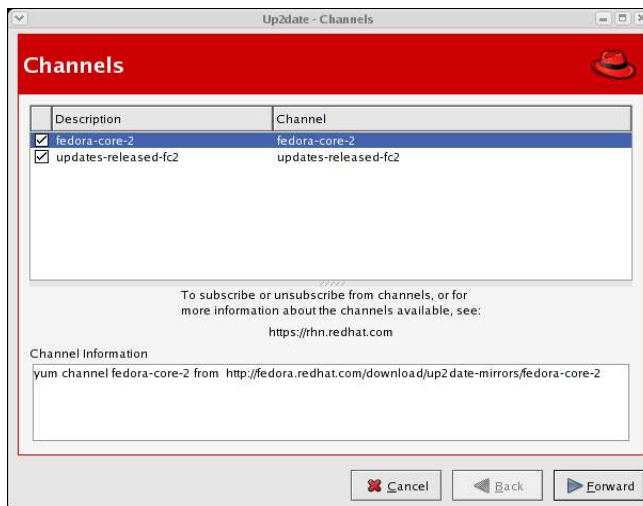 Up2date - Channels
Channels
Description Channel
fedora-core-2 fedora-core-2
updates-released-fc2 updates-released-fc2
To subscribe or unsubscribe from channels, or for
more information about the channels available, see:
https://rhn.redhat.com
Channel Information
yum channel fedora-core-2 from http://fedora.redhat.com/download/up2date-mirrors/fedora-core-2
Cancel Back Forward